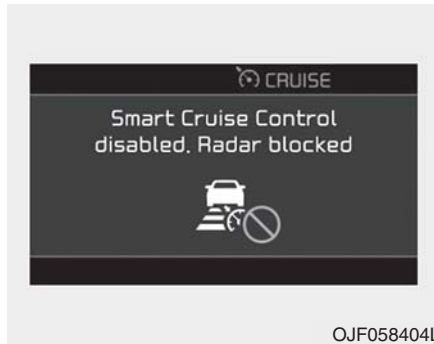 CRUISE
Smart Cruise Control
disabled. Radar blocked
OJF058404L